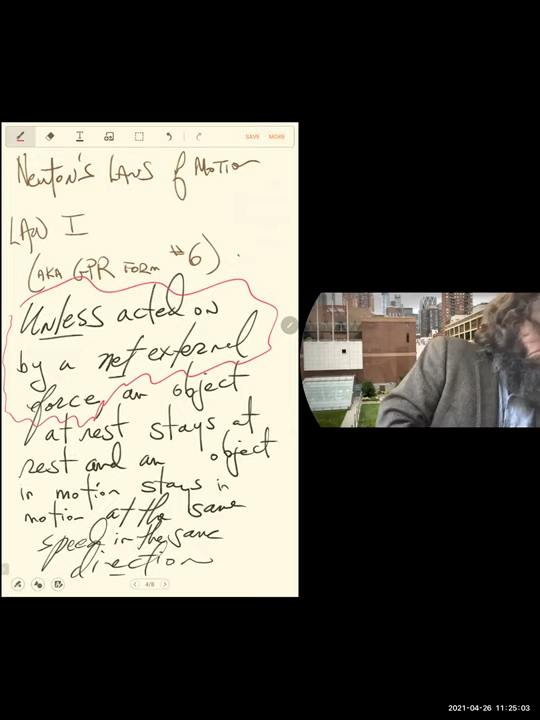 SAVE MORE
NEWTON'S LAWS of MOTION
LAW I
(AKA GPR FORM #6).
UNLESS acted on
by a net external
force, an object
at rest stays at
rest and an object
in motion stays in
motion at the same
speed in the same
direction
4/8
2021-04-26 11:25:03